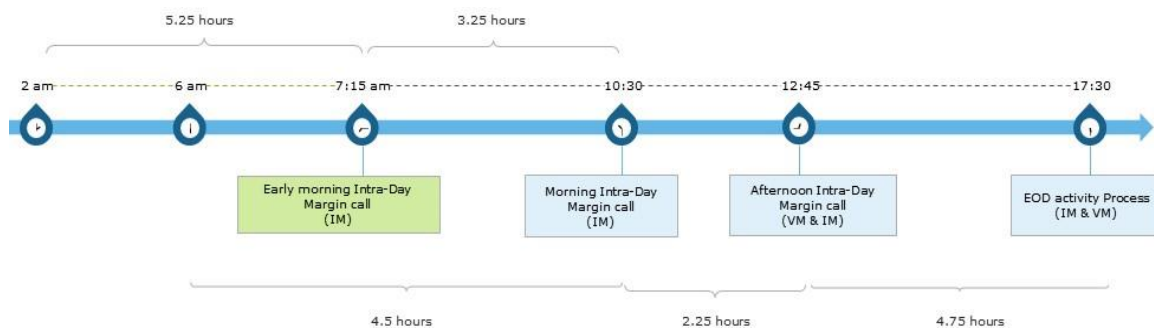 5.25 hours
3.25 hours
2 am
6 am
7:15 am
10:30
12:45
17:30
Early morning Intra-Day
Margin call
(IM)
Morning Intra-Day
Margin call
(IM)
Afternoon Intra-Day
Margin call
(VM & IM)
EOD activity Process
(IM & VM)
4.5 hours
2.25 hours
4.75 hours